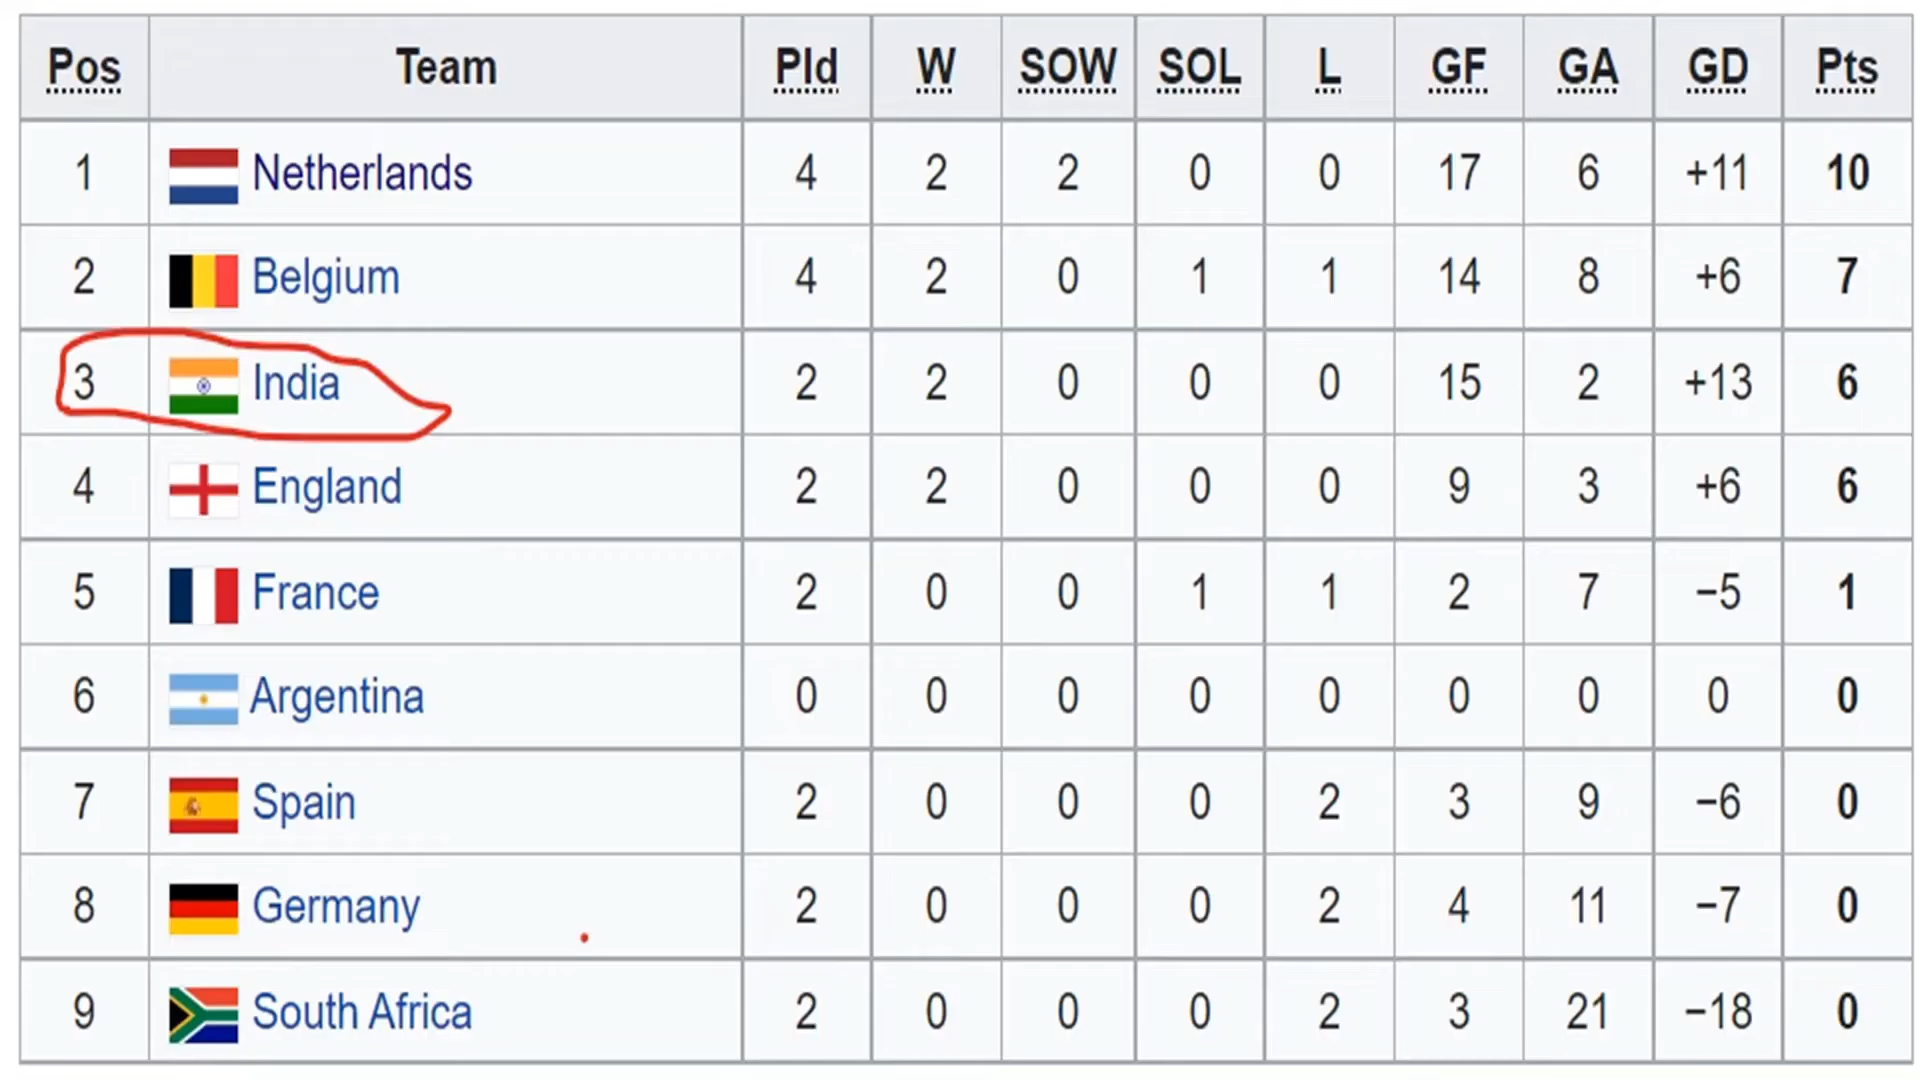 Pos Team Pld W SOW SOL L GF GA GD Pts
1 Netherlands 4 2 2 0 0 17 6 +11 10
2 Belgium 4 2 0 1 1 14 8 +6 7
3 India 2 2 0 0 0 15 2 +13 6
4 England 2 2 0 0 0 9 3 +6 6
5 France 2 0 0 1 1 2 7 −5 1
6 Argentina 0 0 0 0 0 0 0 0 0
7 Spain 2 0 0 0 2 3 9 −6 0
8 Germany 2 0 0 0 2 4 11 −7 0
9 South Africa 2 0 0 0 2 3 21 −18 0